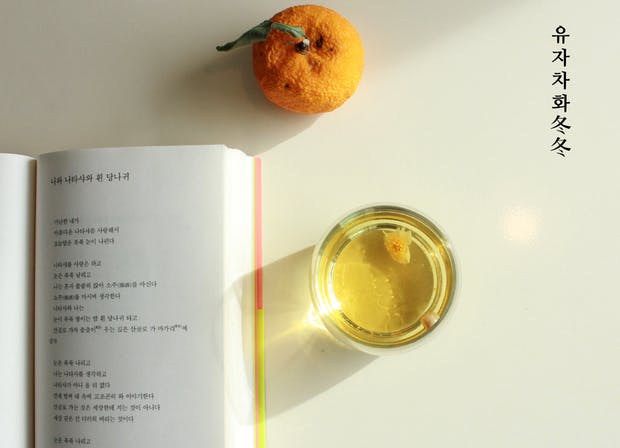 유자차화冬冬
나와 나타샤와 흰 당나귀
가난한 내가
아름다운 나타샤를 사랑해서
오늘밤은 푹푹 눈이 나린다
나타샤를 사랑은 하고
눈은 푹푹 날리고
나는 혼자 쓸쓸히 앉어 소주(燒酒)를 마신다
소주(燒酒)를 마시며 생각한다
나타샤와 나는
눈이 푹푹 쌓이는 밤 흰 당나귀 타고
산골로 가자 출출이 우는 깊은 산골로 가 마가리에
살자
눈은 푹푹 나리고
나는 나타샤를 생각하고
나타샤가 아니 올 리 없다
언제 벌써 내 속에 고조곤히 와 이야기한다
산골로 가는 것은 세상한테 지는 것이 아니다
세상 같은 건 더러워 버리는 것이다
눈은 푹푹 나리고